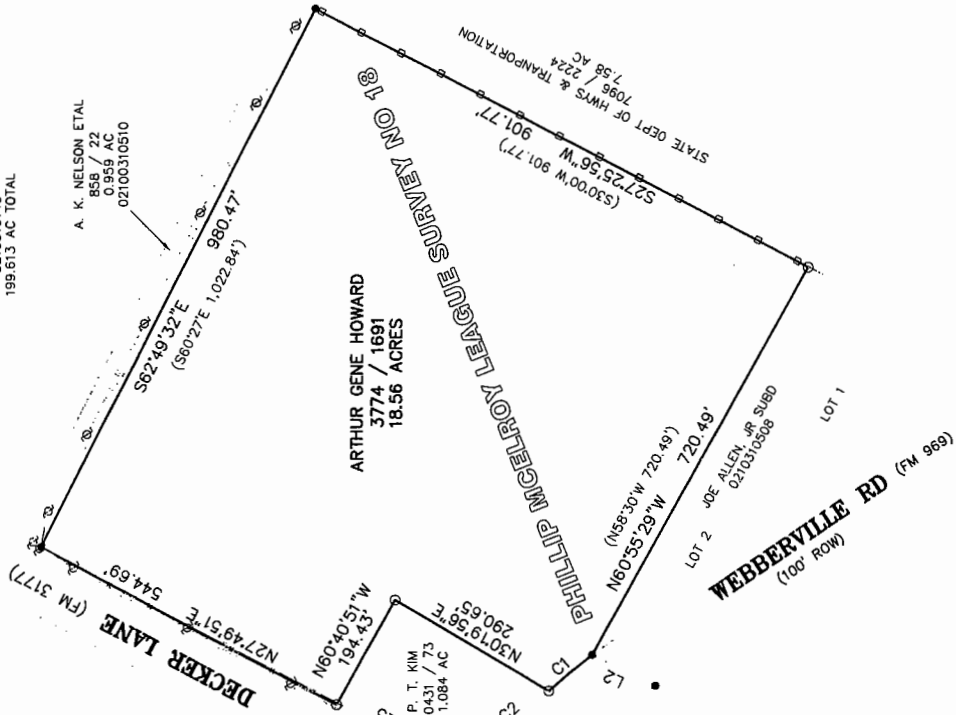 199.613 AC TOTAL
A. K. NELSON ETAL
858 / 22
0.959 AC
02100310510
S62°49'32"E 980.47'
(S60°27'E 1,022.84')
STATE DEPT OF HWYS & TRANPORTATION
7096 / 2224
7.58 AC
S27°25'56"W 901.77'
(S30°00'W 901.77')
PHILLIP MCELROY LEAGUE SURVEY NO 18
ARTHUR GENE HOWARD
3774 / 1691
18.56 ACRES
DECKER LANE (FM 3177)
N27°49'51"E 544.69'
N60°40'51"W
194.43'
N30°19'56"E
290.65'
P. T. KIM
0431 / 73
1.084 AC
C2
C1
L2
(N58°30'W 720.49')
N60°55'29"W 720.49'
LOT 2
JOE ALLEN, JR SUBD
0210310508
LOT 1
WEBBERVILLE RD (FM 969)
(100' ROW)